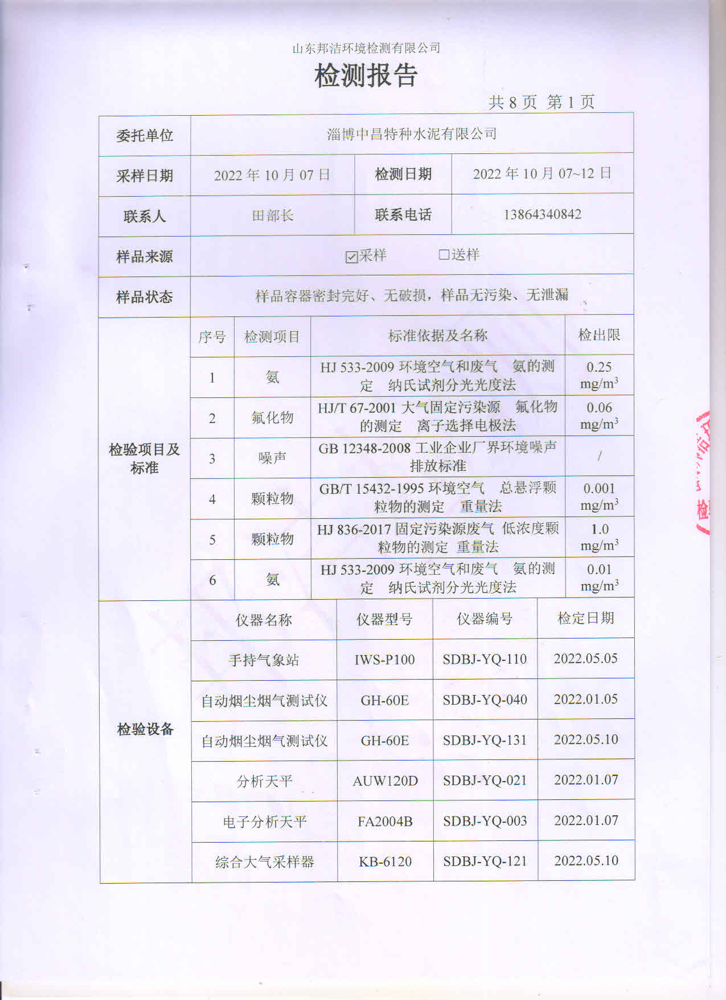 山东邦洁环境检测有限公司
检测报告
共 8 页 第 1 页
委托单位 淄博中昌特种水泥有限公司
采样日期 2022 年 10 月 07 日 检测日期 2022 年 10 月 07~12 日
联系人 田部长 联系电话 13864340842
样品来源 ☑采样 □送样
样品状态 样品容器密封完好、无破损，样品无污染、无泄漏
检验项目及
标准
序号 检测项目 标准依据及名称 检出限
1 氨 HJ 533-2009 环境空气和废气 氨的测
定 纳氏试剂分光光度法 0.25
mg/m³
2 氟化物 HJ/T 67-2001 大气固定污染源 氟化物
的测定 离子选择电极法 0.06
mg/m³
3 噪声 GB 12348-2008 工业企业厂界环境噪声
排放标准 /
4 颗粒物 GB/T 15432-1995 环境空气 总悬浮颗
粒物的测定 重量法 0.001
mg/m³
5 颗粒物 HJ 836-2017 固定污染源废气 低浓度颗
粒物的测定 重量法 1.0
mg/m³
6 氨 HJ 533-2009 环境空气和废气 氨的测
定 纳氏试剂分光光度法 0.01
mg/m³
检验设备
仪器名称 仪器型号 仪器编号 检定日期
手持气象站 IWS-P100 SDBJ-YQ-110 2022.05.05
自动烟尘烟气测试仪 GH-60E SDBJ-YQ-040 2022.01.05
自动烟尘烟气测试仪 GH-60E SDBJ-YQ-131 2022.05.10
分析天平 AUW120D SDBJ-YQ-021 2022.01.07
电子分析天平 FA2004B SDBJ-YQ-003 2022.01.07
综合大气采样器 KB-6120 SDBJ-YQ-121 2022.05.10